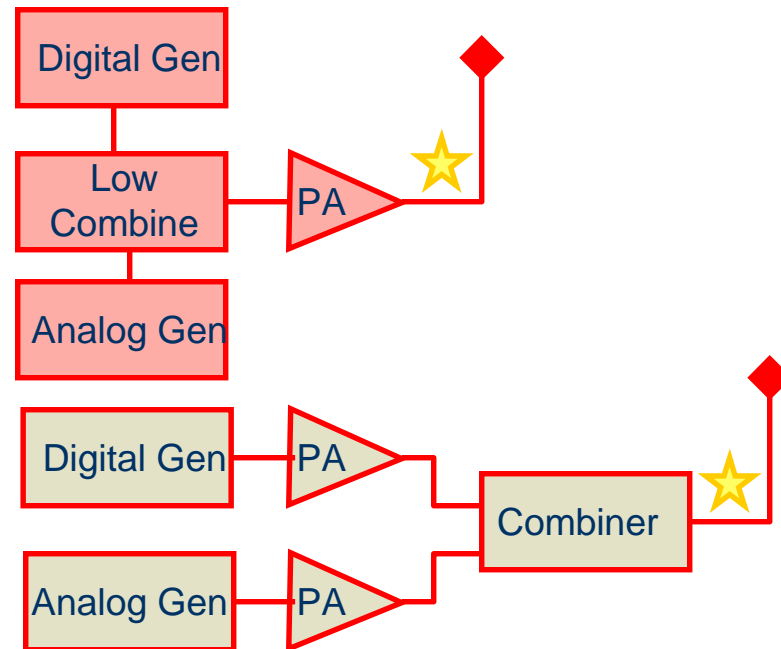 Digital Gen
Low
Combine
PA
Analog Gen
Digital Gen
PA
Combiner
Analog Gen
PA